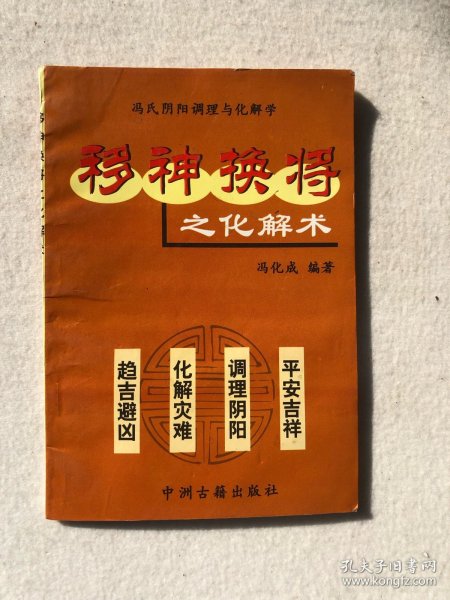 冯氏阴阳调理与化解学
移神换将
之化解术
冯化成 编著
趋吉避凶
化解灾难
调理阴阳
平安吉祥
中洲古籍出版社
孔夫子旧书网
www.kongfz.com